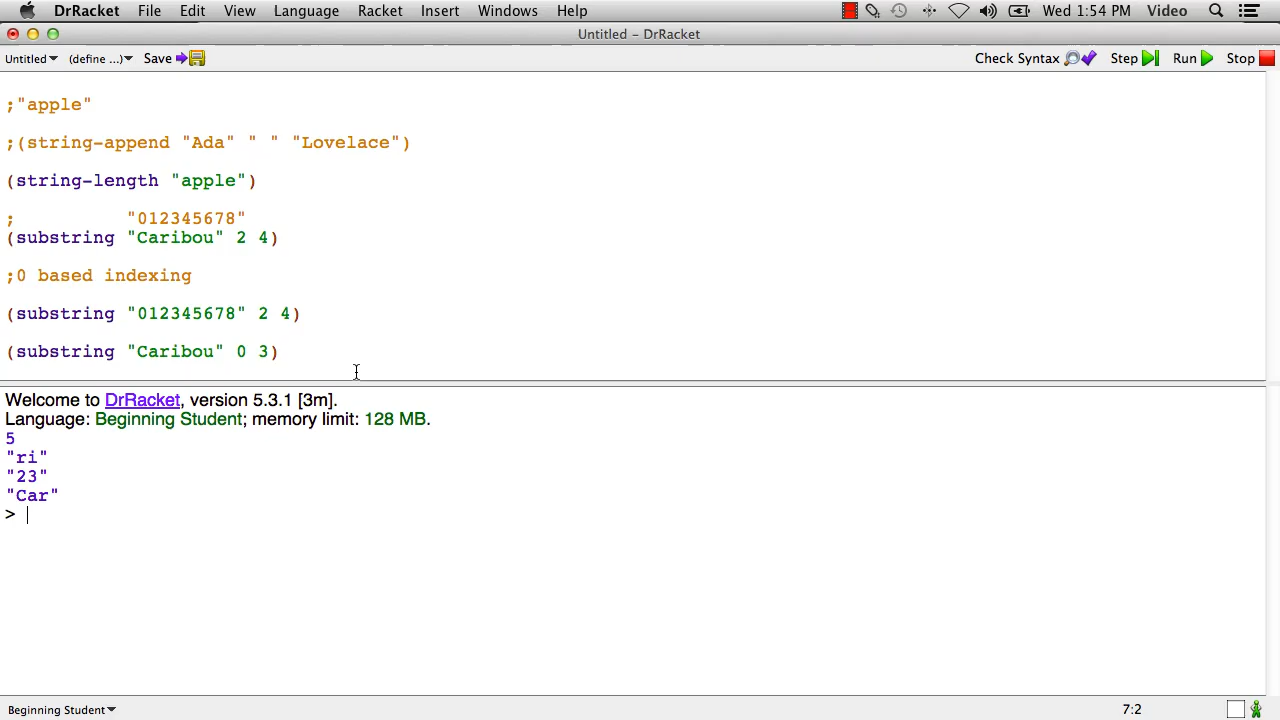 DrRacket File Edit View Language Racket Insert Windows Help Wed 1:54 PM Video
Untitled – DrRacket
Untitled (define ...) Save Check Syntax Step Run Stop
;"apple"
;(string-append "Ada" " " "Lovelace")
(string-length "apple")
; "012345678"
(substring "Caribou" 2 4)
;0 based indexing
(substring "012345678" 2 4)
(substring "Caribou" 0 3)
Welcome to DrRacket, version 5.3.1 [3m].
Language: Beginning Student; memory limit: 128 MB.
5
"ri"
"23"
"Car"
>
Beginning Student 7:2